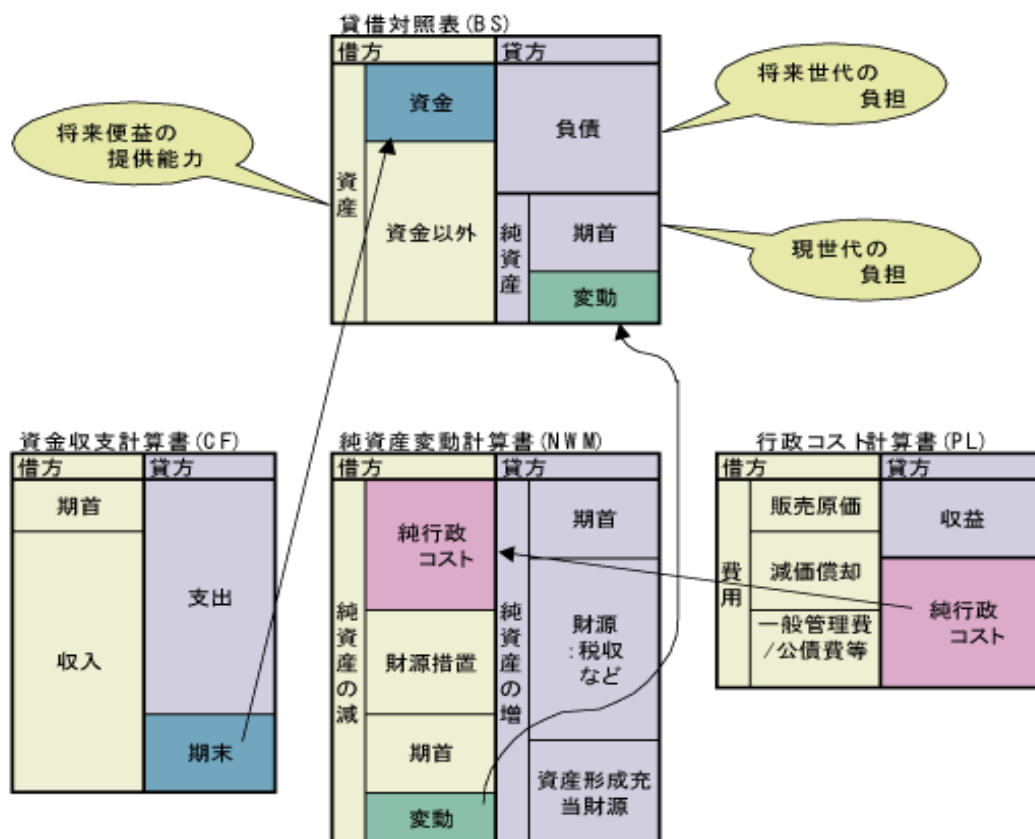 貸借対照表(BS)
借方
貸方
資金
負債
資産
資金以外
純資産
期首
変動
将来便益の
提供能力
将来世代の
負担
現世代の
負担
資金収支計算書(CF)
借方
貸方
期首
支出
収入
期末
純資産変動計算書(NWM)
借方
貸方
純資産の減
純行政
コスト
財源措置
期首
変動
純資産の増
期首
財源
:税収
など
資産形成充
当財源
行政コスト計算書(PL)
借方
貸方
費用
販売原価
減価償却
一般管理費
/公債費等
収益
純行政
コスト